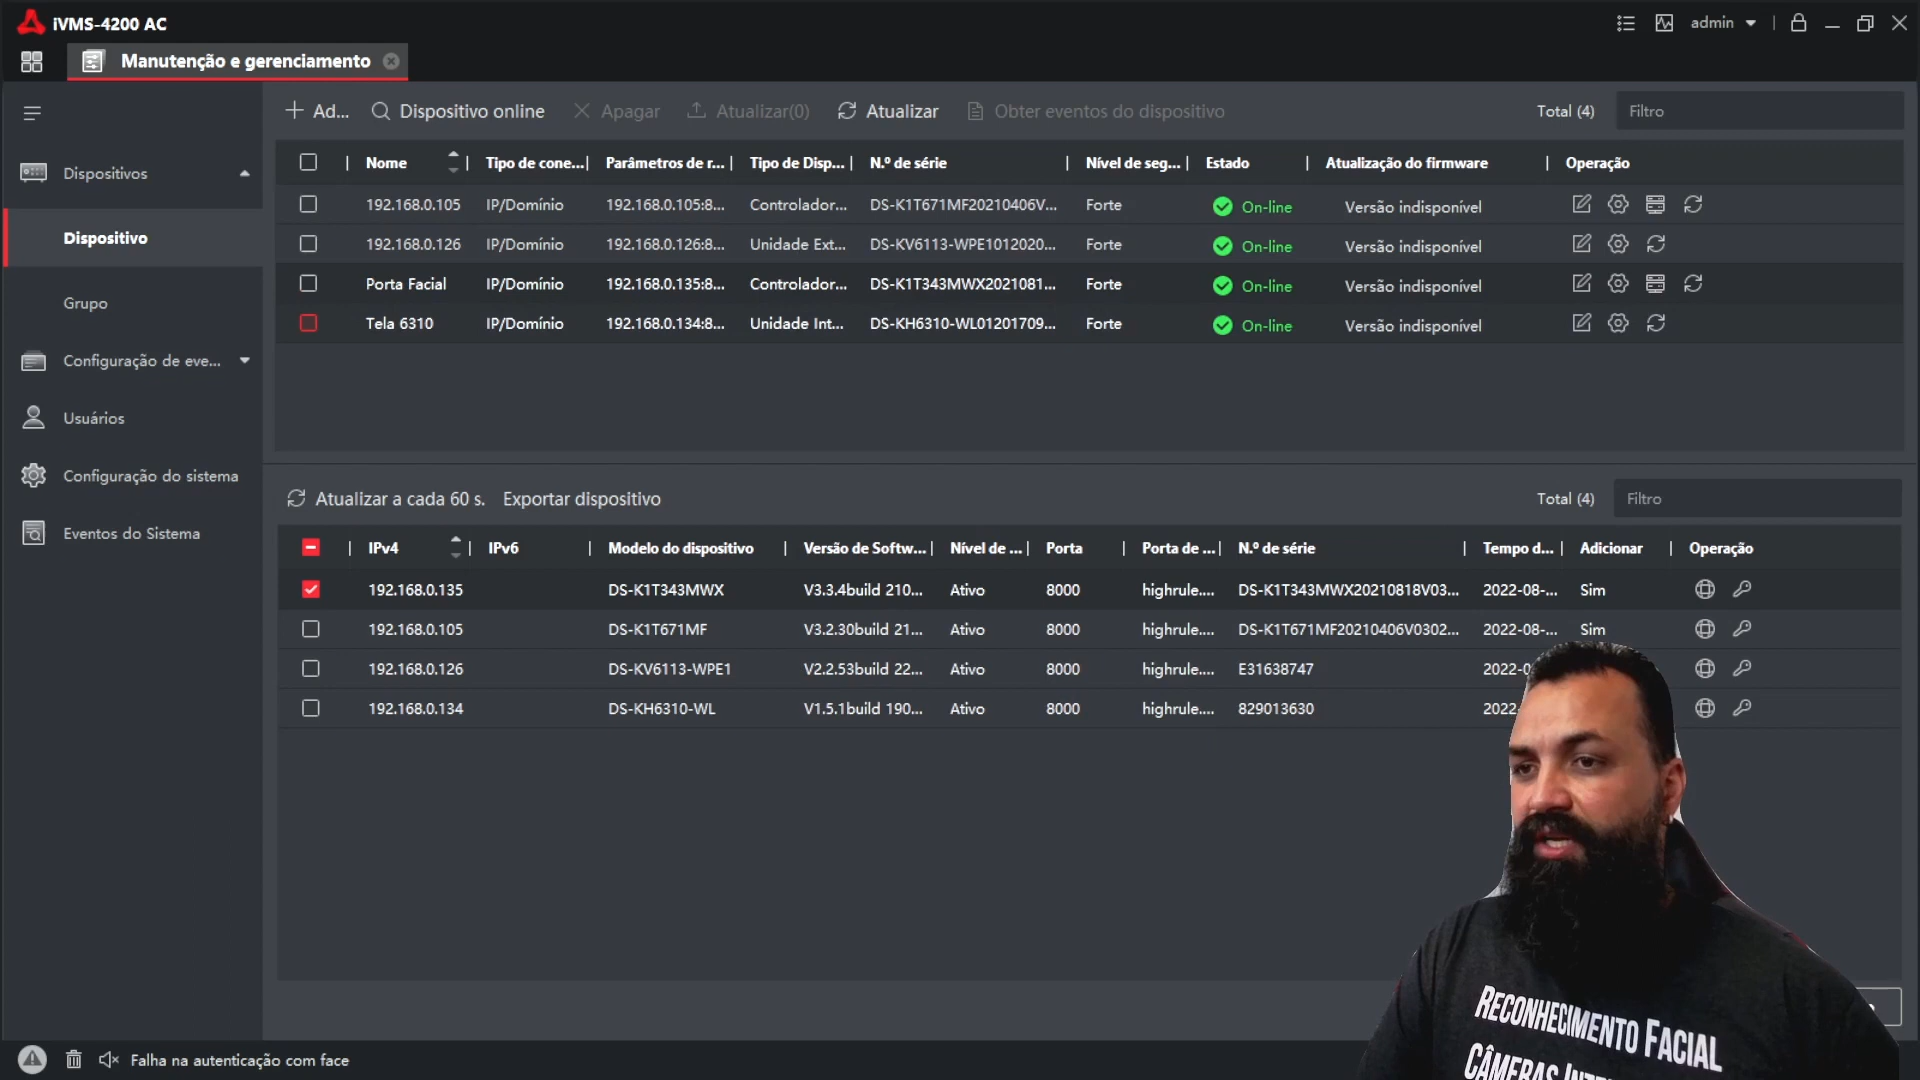 iVMS-4200 AC
admin
Manutenção e gerenciamento
Ad... Dispositivo online Apagar Atualizar(0) Atualizar Obter eventos do dispositivo Total (4) Filtro
Nome Tipo de cone... Parâmetros de r... Tipo de Disp... N.º de série Nível de seg... Estado Atualização do firmware Operação
192.168.0.105 IP/Domínio 192.168.0.105:8... Controlador... DS-K1T671MF20210406V... Forte On-line Versão indisponível
192.168.0.126 IP/Domínio 192.168.0.126:8... Unidade Ext... DS-KV6113-WPE1012020... Forte On-line Versão indisponível
Porta Facial IP/Domínio 192.168.0.135:8... Controlador... DS-K1T343MWX2021081... Forte On-line Versão indisponível
Tela 6310 IP/Domínio 192.168.0.134:8... Unidade Int... DS-KH6310-WL01201709... Forte On-line Versão indisponível
Dispositivos
Dispositivo
Grupo
Configuração de eve...
Usuários
Configuração do sistema
Eventos do Sistema
Atualizar a cada 60 s. Exportar dispositivo Total (4) Filtro
IPv4 IPv6 Modelo do dispositivo Versão de Softw... Nível de ... Porta Porta de ... N.º de série Tempo d... Adicionar Operação
192.168.0.135 DS-K1T343MWX V3.3.4build 210... Ativo 8000 highrule.... DS-K1T343MWX20210818V03... 2022-08-... Sim
192.168.0.105 DS-K1T671MF V3.2.30build 21... Ativo 8000 highrule.... DS-K1T671MF20210406V0302... 2022-08-... Sim
192.168.0.126 DS-KV6113-WPE1 V2.2.53build 22... Ativo 8000 highrule.... E31638747 2022-0
192.168.0.134 DS-KH6310-WL V1.5.1build 190... Ativo 8000 highrule.... 829013630 2022
RECONHECIMENTO FACIAL
CÂMERAS
Falha na autenticação com face